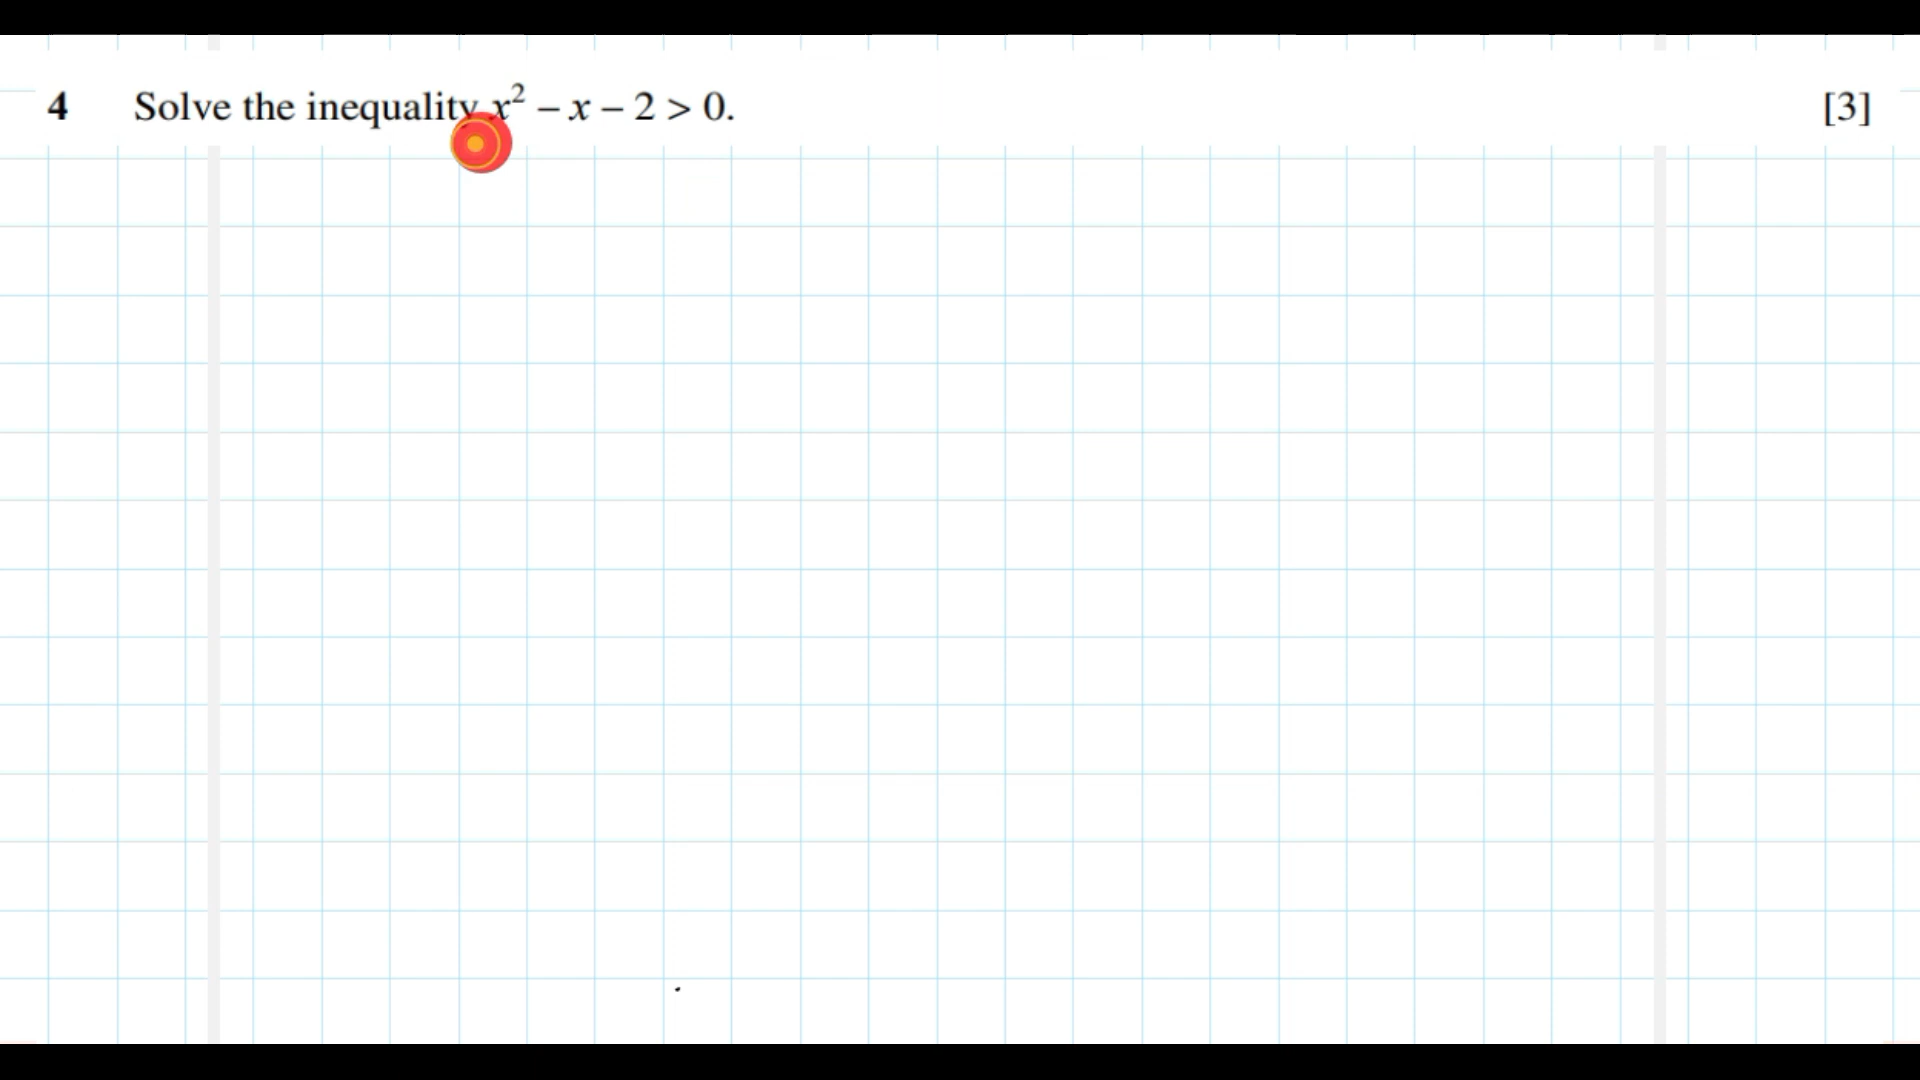 4 Solve the inequality x² – x – 2 > 0. [3]